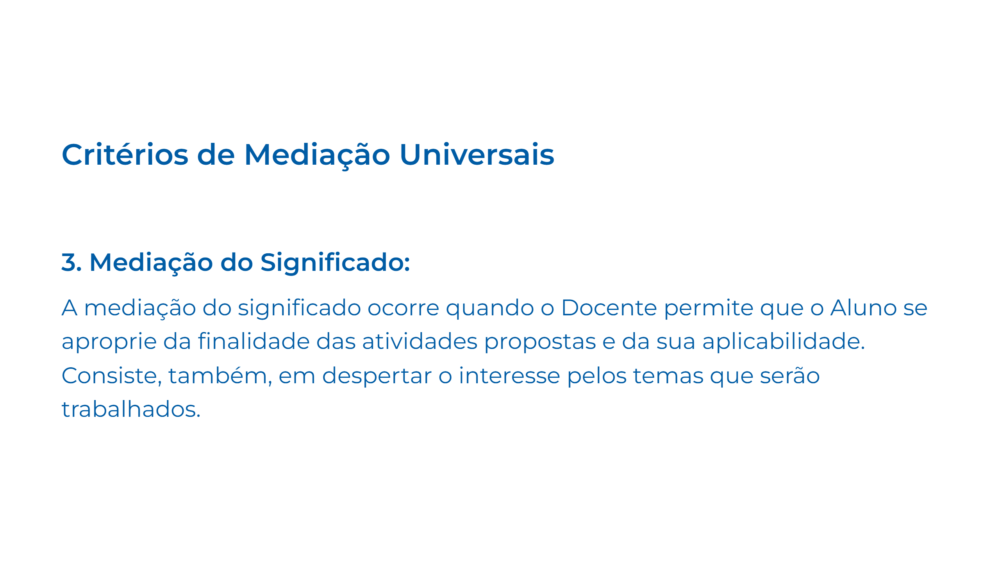 Critérios de Mediação Universais
3. Mediação do Significado:
A mediação do significado ocorre quando o Docente permite que o Aluno se
aproprie da finalidade das atividades propostas e da sua aplicabilidade.
Consiste, também, em despertar o interesse pelos temas que serão
trabalhados.